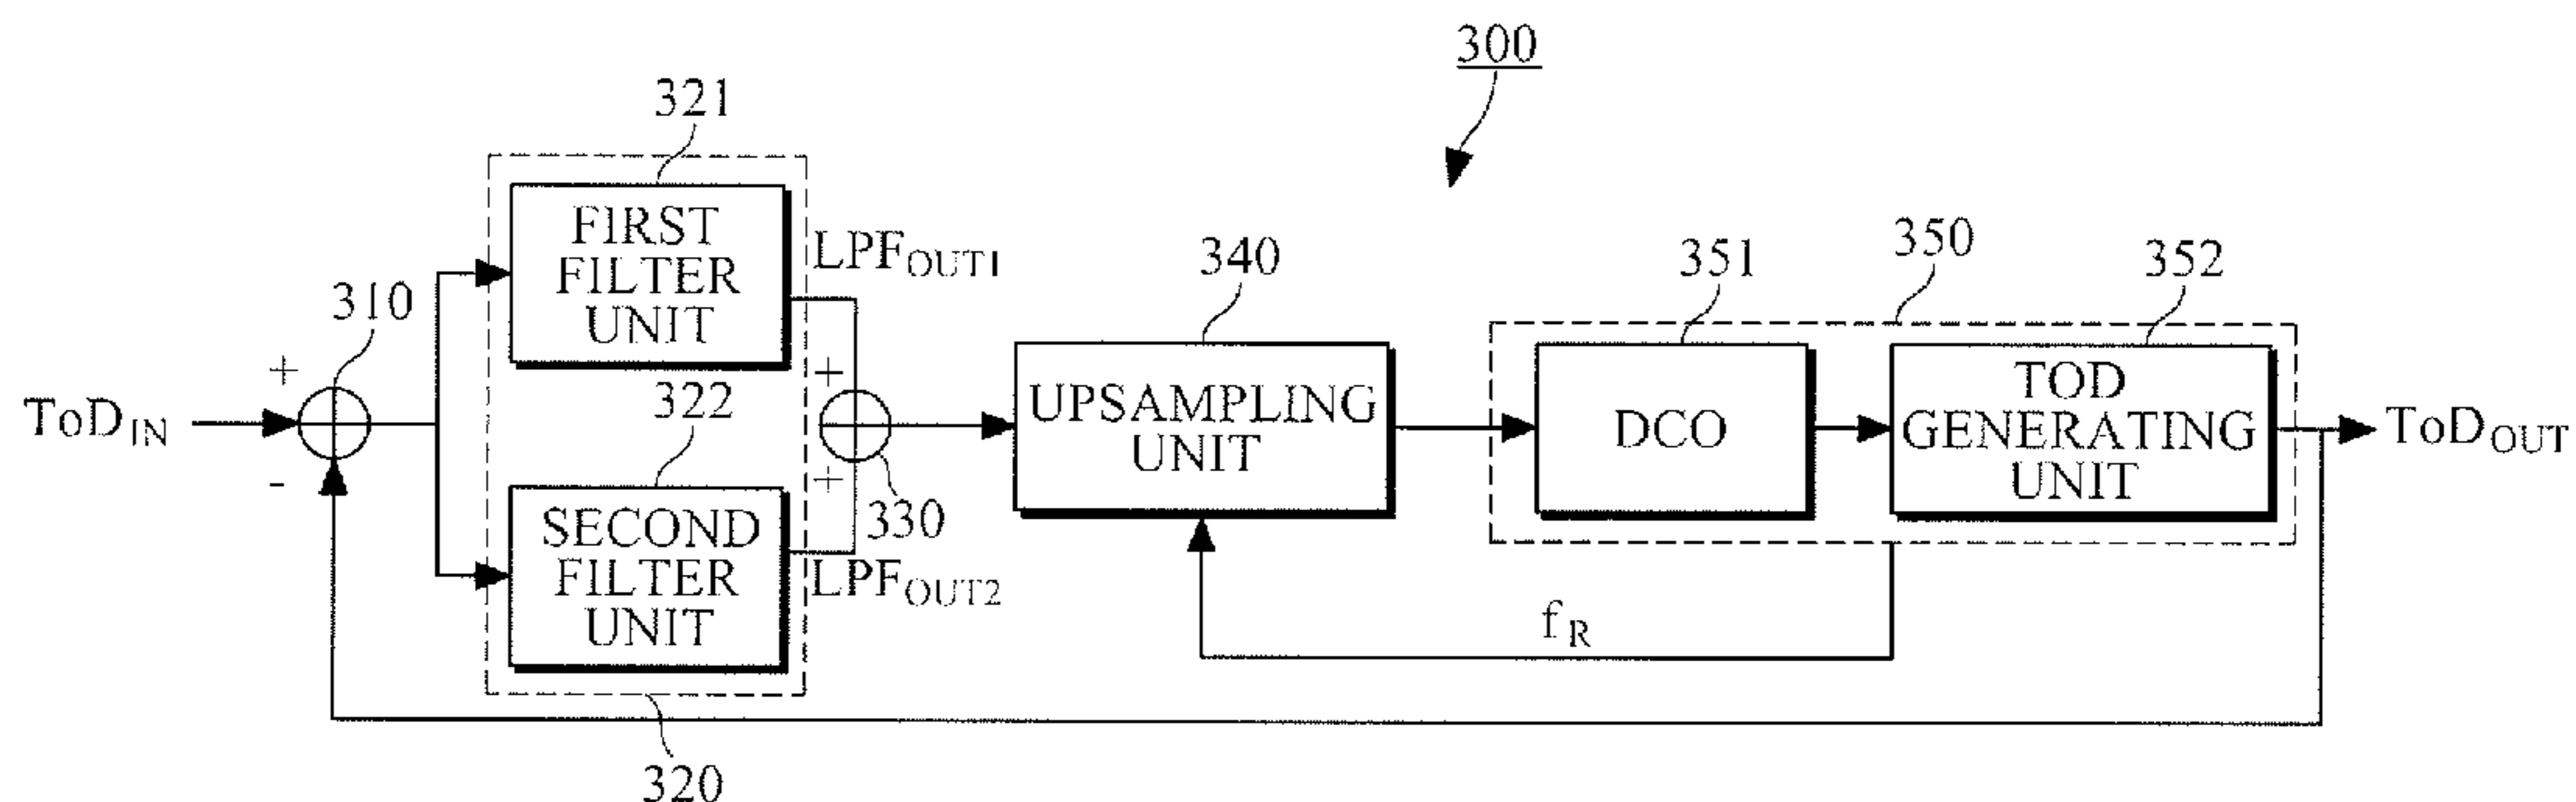 300
321
FIRST
FILTER
UNIT
LPFOUT1
310
+
ToDIN
-
322
SECOND
FILTER
UNIT
LPFOUT2
+
+
330
320
340
UPSAMPLING
UNIT
351
DCO
350
352
TOD
GENERATING
UNIT
ToDOUT
fR